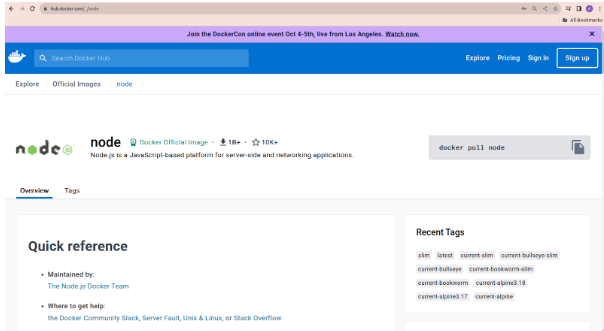 hub.docker.com/_/node
All Bookmarks
Join the DockerCon online event Oct 4-5th, live from Los Angeles. Watch now.
Search Docker Hub
Explore Pricing Sign In Sign up
Explore Official Images node
node
node Docker Official Image · 1B+ · 10K+
Node.js is a JavaScript-based platform for server-side and networking applications.
docker pull node
Overview Tags
Quick reference
• Maintained by:
The Node.js Docker Team
• Where to get help:
the Docker Community Slack, Server Fault, Unix & Linux, or Stack Overflow
Recent Tags
slim latest current-slim current-bullseye-slim
current-bullseye current-bookworm-slim
current-bookworm current-alpine3.18
current-alpine3.17 current-alpine